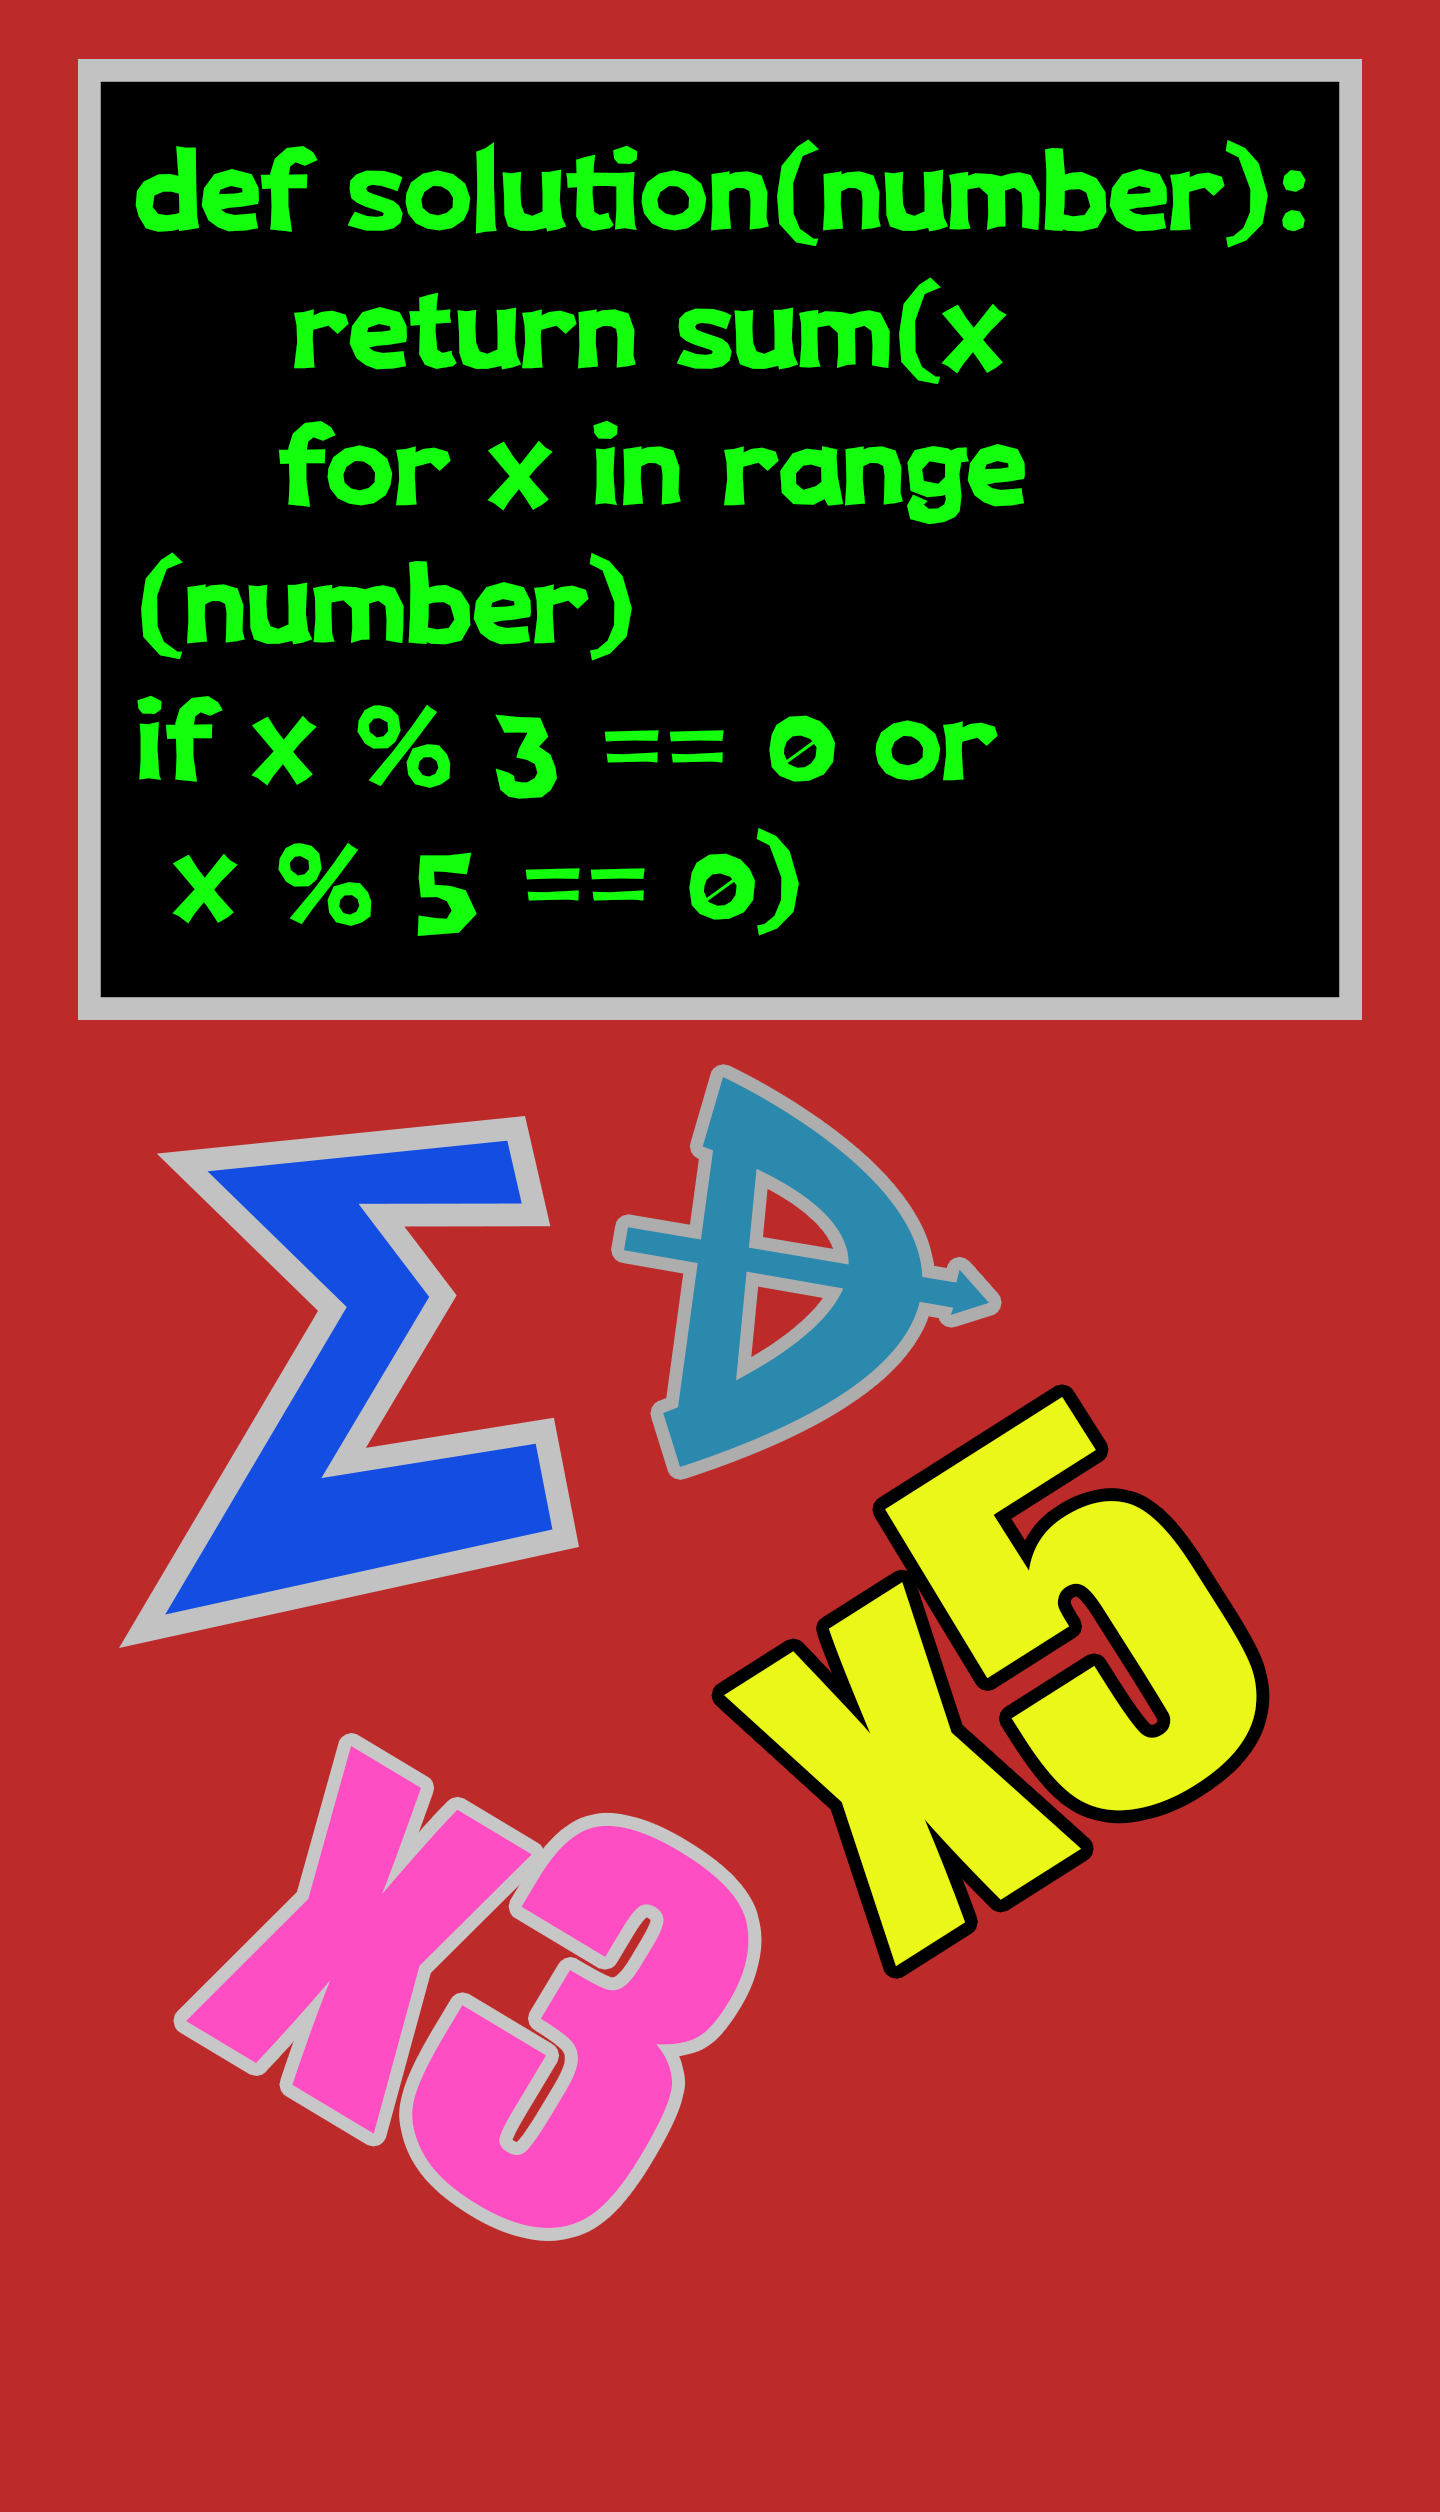 def solution(number):
return sum(x
for x in range
(number)
if x % 3 == 0 or
x % 5 == 0)
Σ D
X5
X3